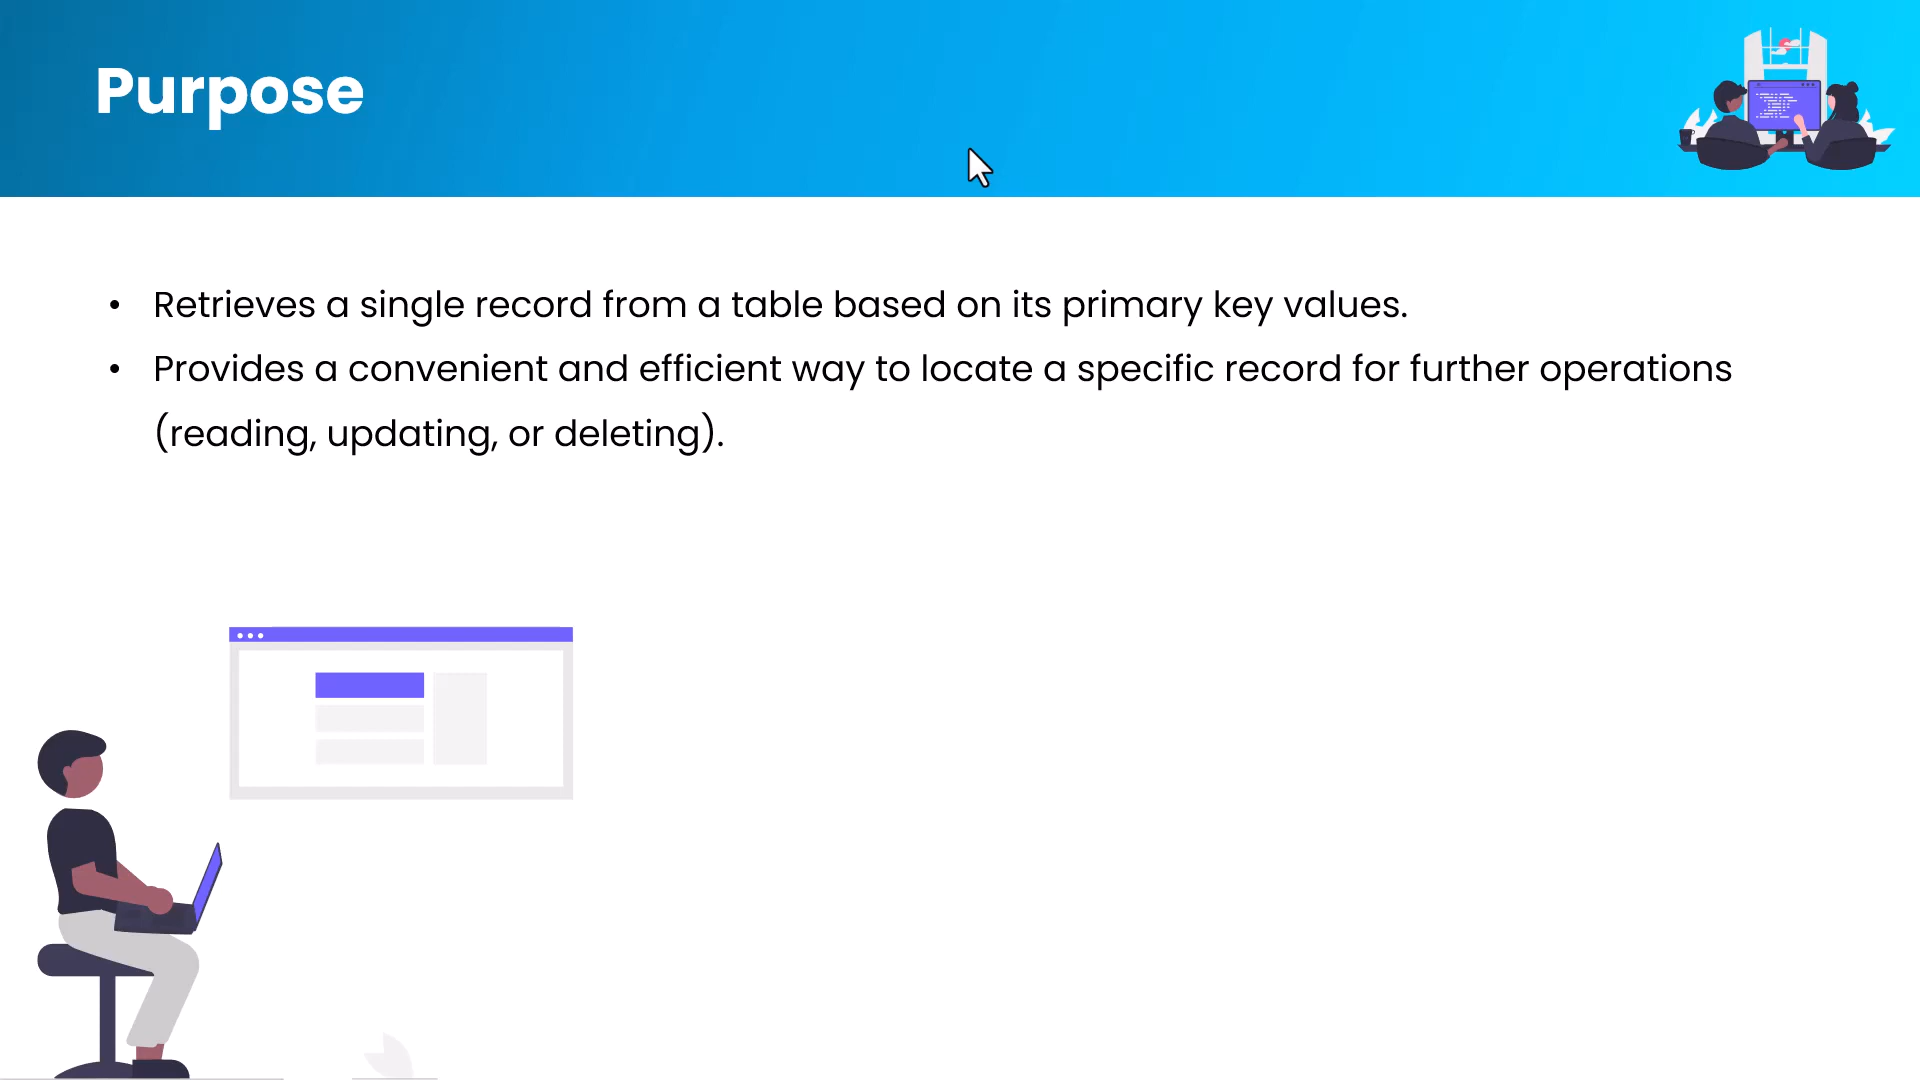 Purpose
• Retrieves a single record from a table based on its primary key values.
• Provides a convenient and efficient way to locate a specific record for further operations
(reading, updating, or deleting).